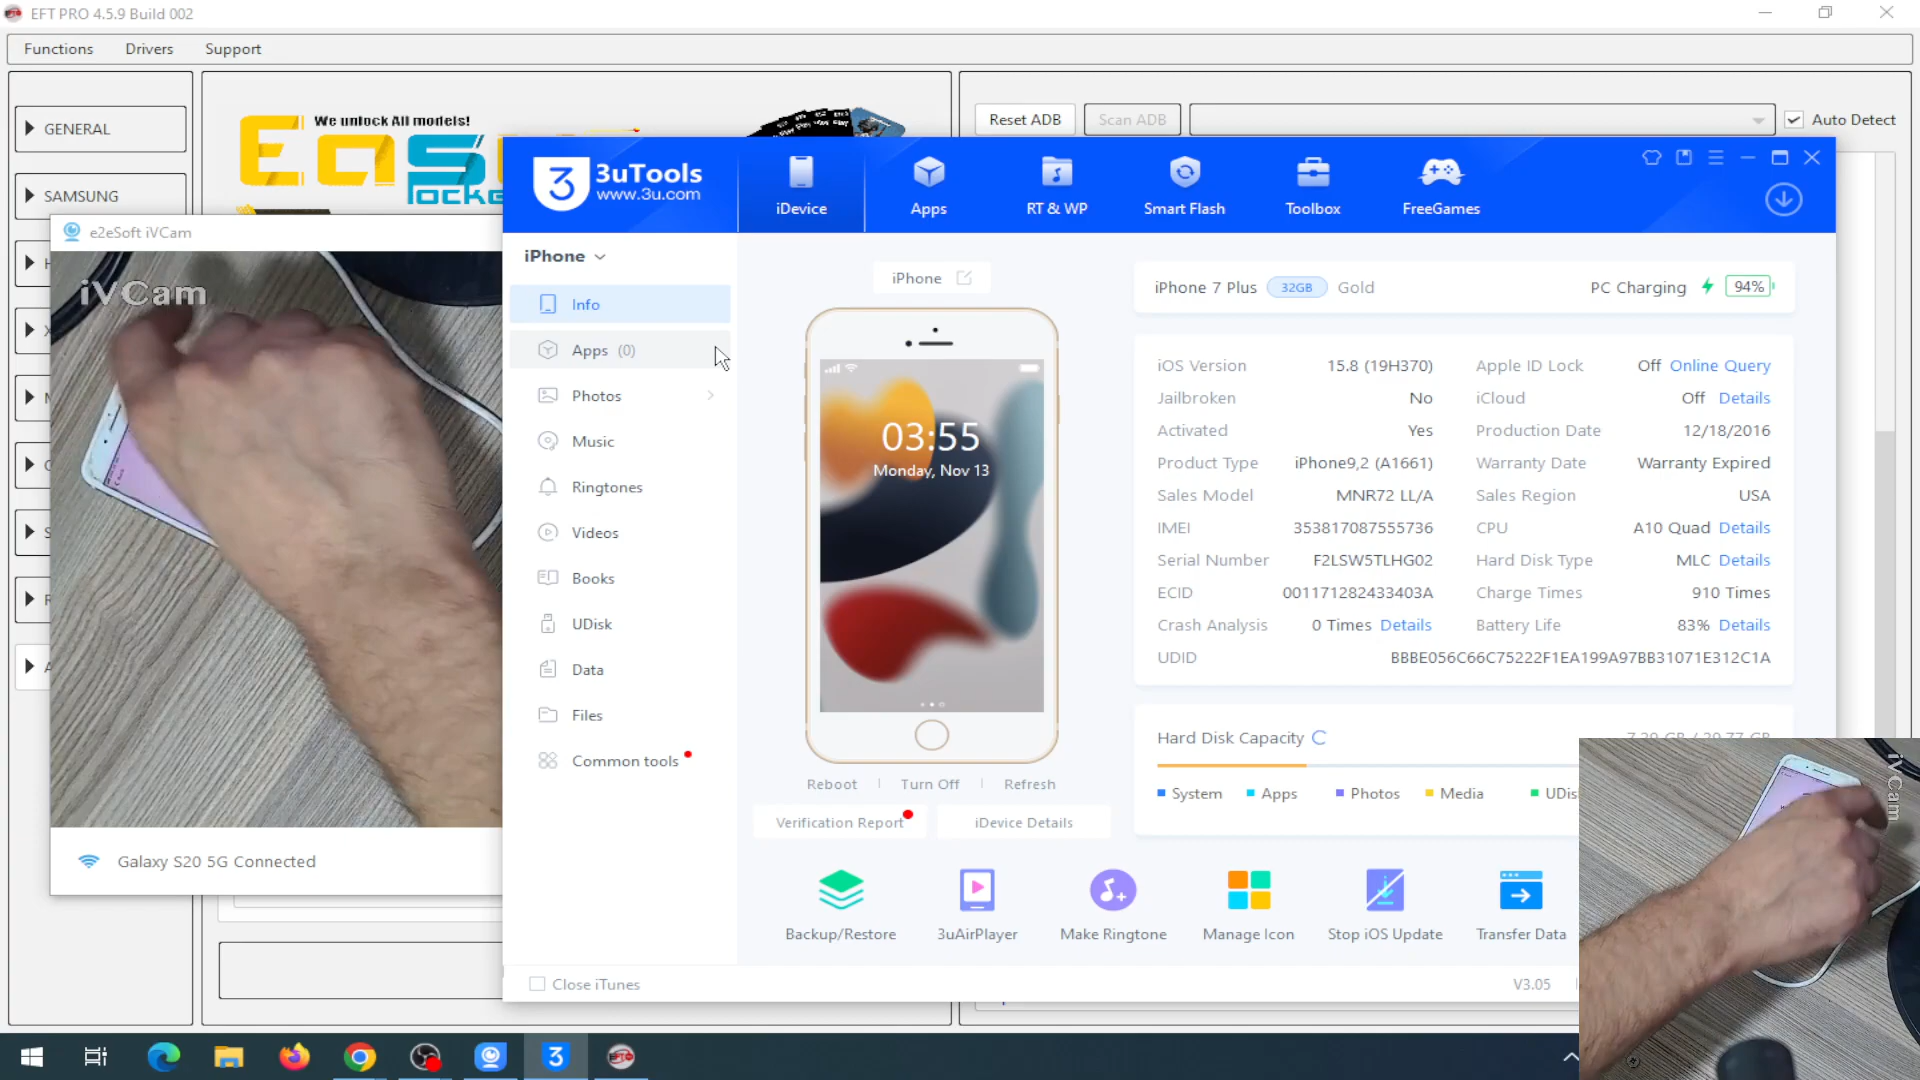 EFT PRO 4.5.9 Build 002
Functions Drivers Support
GENERAL
SAMSUNG
We unlock All models!
Reset ADB Scan ADB Auto Detect
e2eSoft iVCam
iVCam
Galaxy S20 5G Connected
3uTools
www.3u.com
iDevice Apps RT & WP Smart Flash Toolbox FreeGames
iPhone
Info
Apps (0)
Photos
Music
Ringtones
Videos
Books
UDisk
Data
Files
Common tools
iPhone
03:55
Monday, Nov 13
Reboot Turn Off Refresh
Verification Report iDevice Details
iPhone 7 Plus 32GB Gold PC Charging 94%
iOS Version 15.8 (19H370) Apple ID Lock Off Online Query
Jailbroken No iCloud Off Details
Activated Yes Production Date 12/18/2016
Product Type iPhone9,2 (A1661) Warranty Date Warranty Expired
Sales Model MNR72 LL/A Sales Region USA
IMEI 353817087555736 CPU A10 Quad Details
Serial Number F2LSW5TLHG02 Hard Disk Type MLC Details
ECID 001171282433403A Charge Times 910 Times
Crash Analysis 0 Times Details Battery Life 83% Details
UDID BBBE056C66C75222F1EA199A97BB31071E312C1A
Hard Disk Capacity
System Apps Photos Media UDis
Backup/Restore 3uAirPlayer Make Ringtone Manage Icon Stop iOS Update Transfer Data
Close iTunes V3.05
iVCam